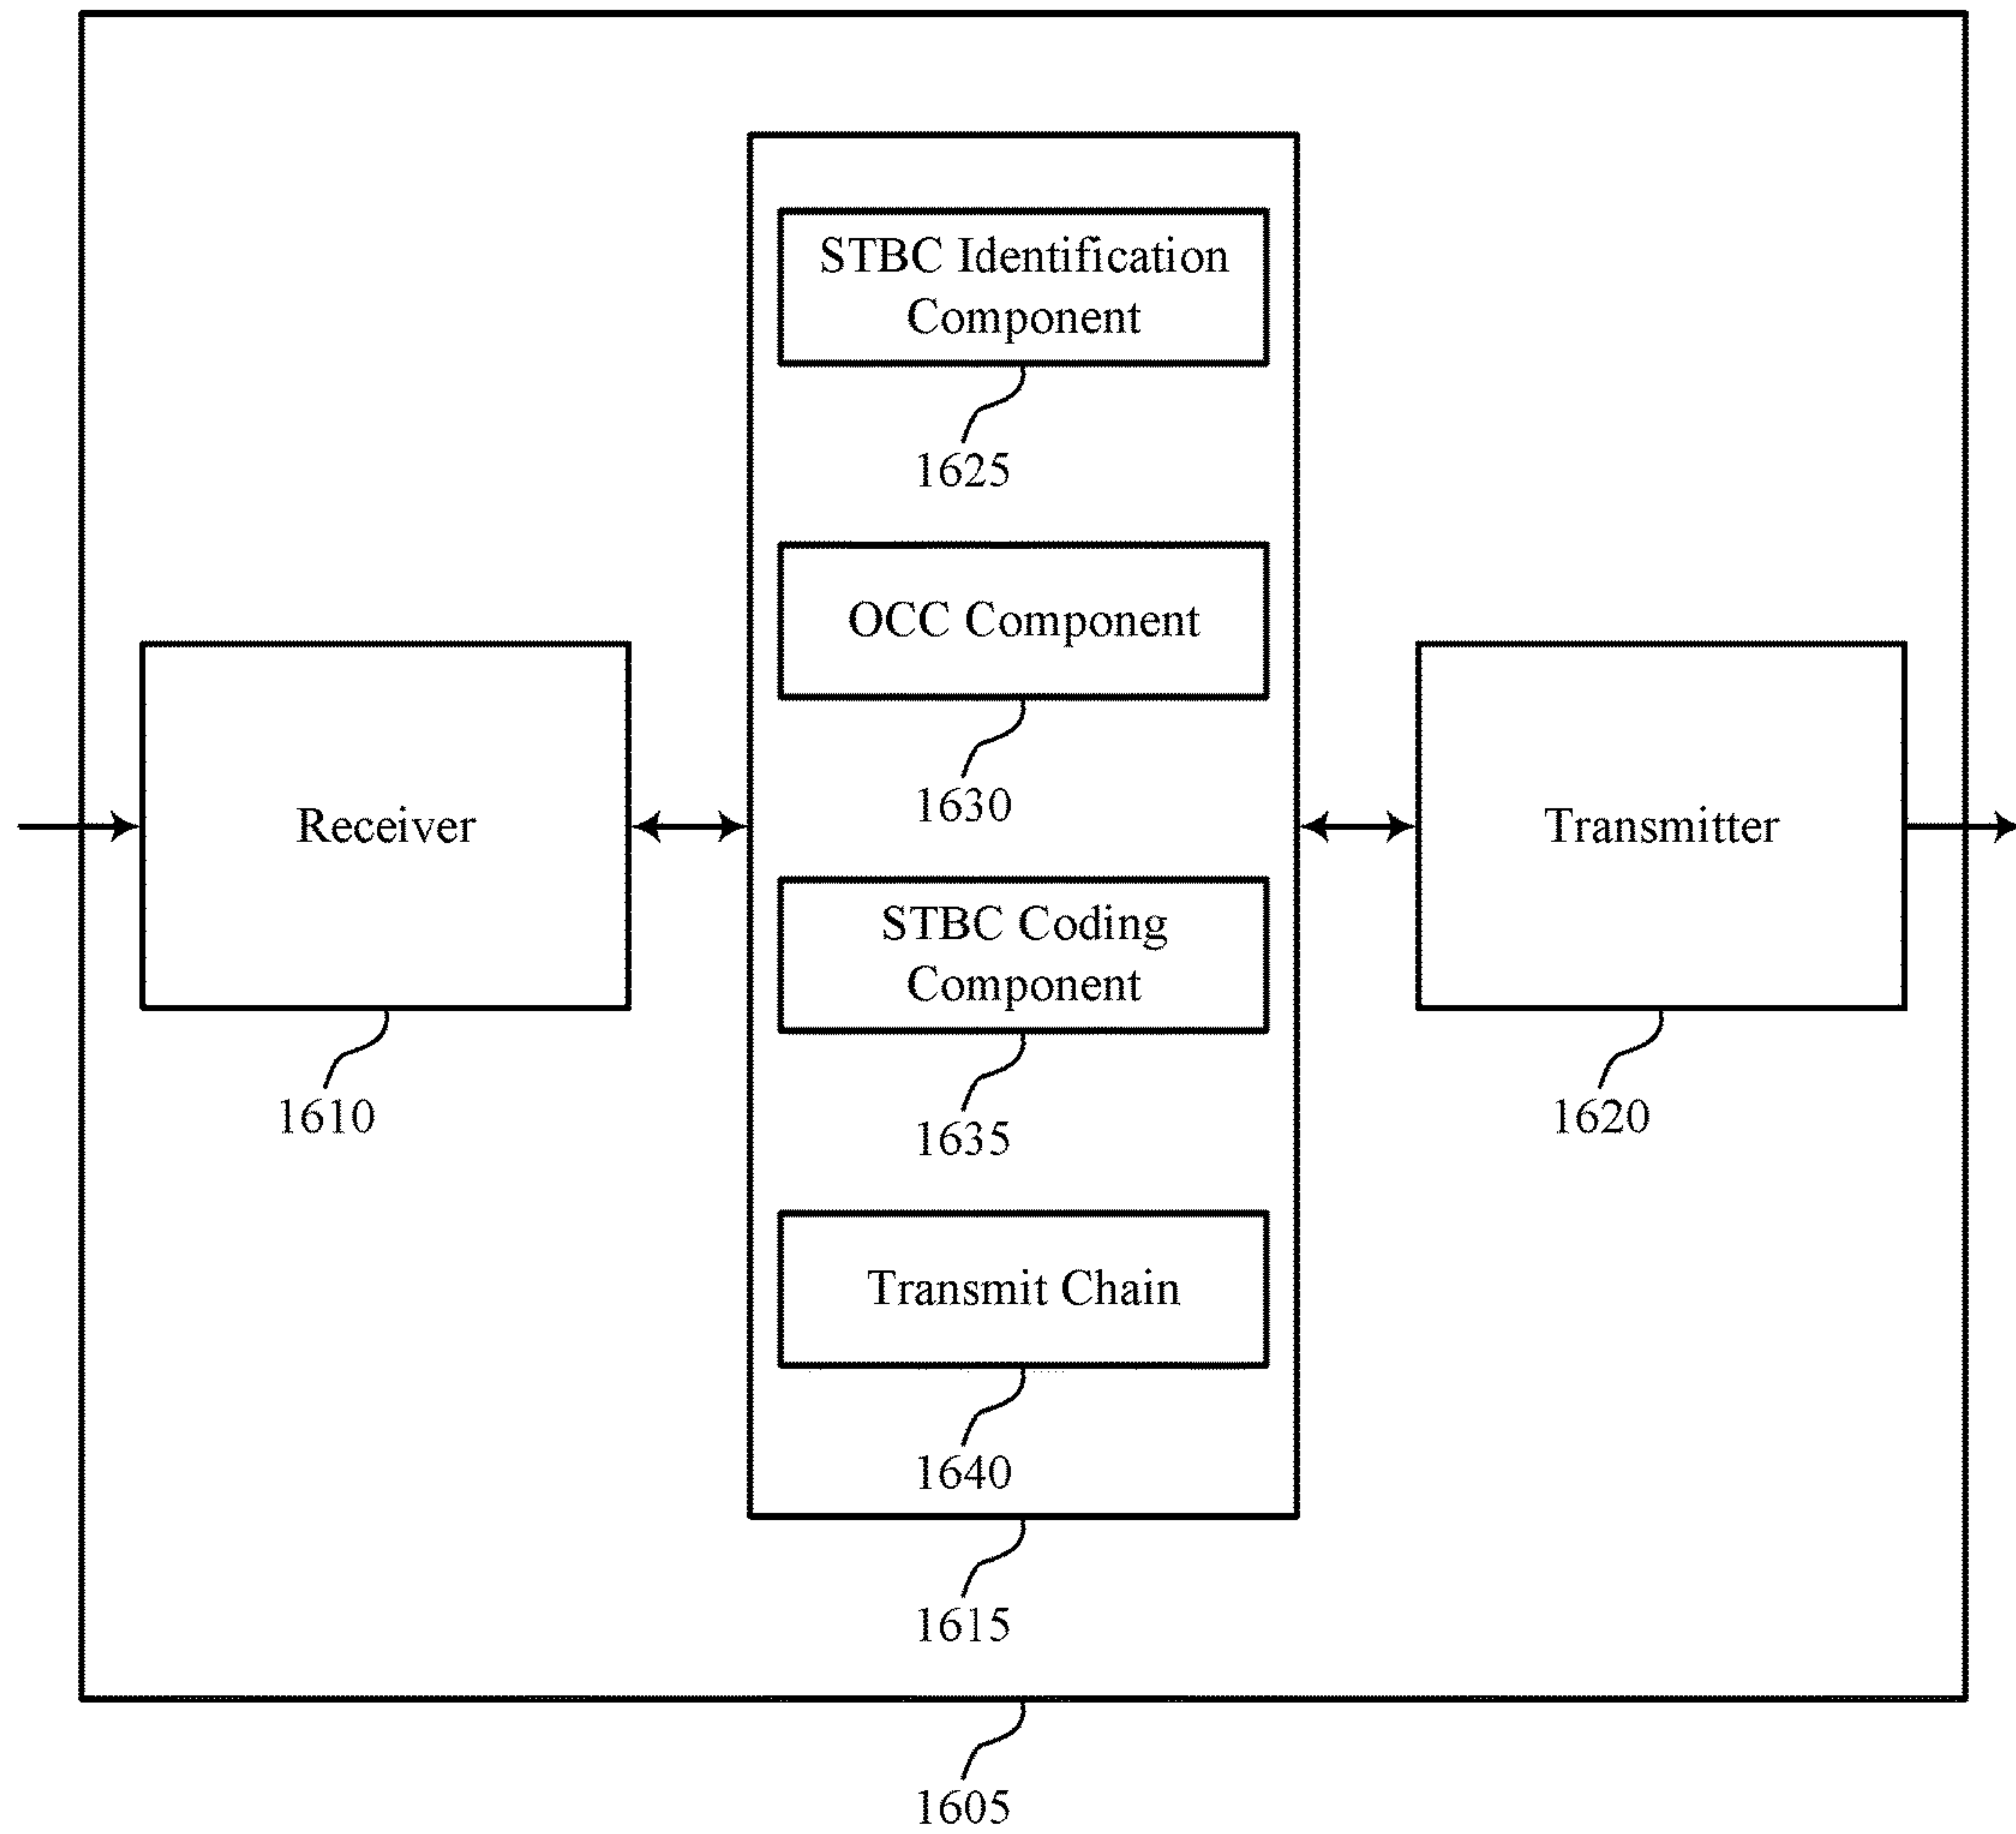 STBC Identification
Component
1625
OCC Component
1630
Receiver
1610
STBC Coding
Component
1635
Transmitter
1620
Transmit Chain
1640
1615
1605